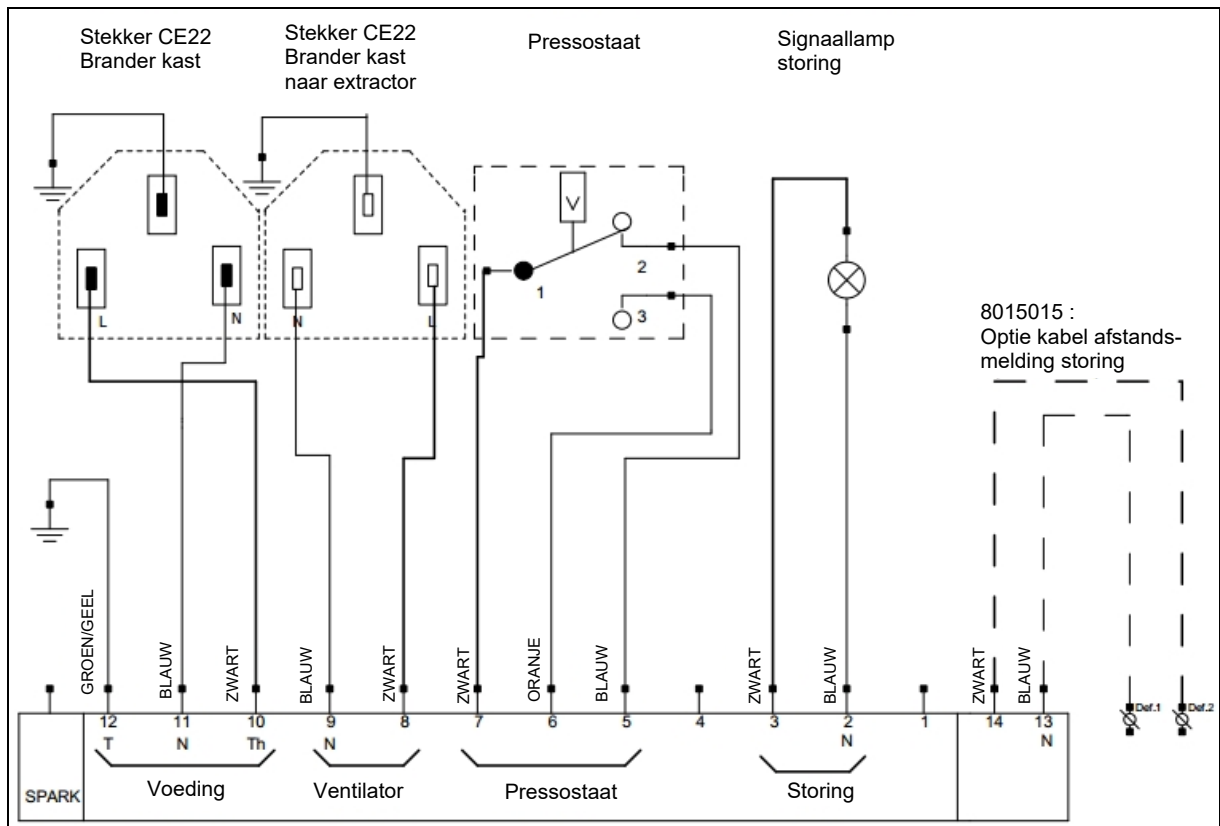 Stekker CE22
Brander kast
Stekker CE22
Brander kast
naar extractor
Pressostaat
Signaallamp
storing
V
L
N
N
L
1
2
3
8015015 :
Optie kabel afstands-
melding storing
GROEN/GEEL
BLAUW
ZWART
BLAUW
ZWART
ZWART
ORANJE
BLAUW
ZWART
BLAUW
ZWART
BLAUW
Def.1
Def.2
12 11 10 9 8 7 6 5 4 3 2 1 14 13
T N Th N N N
SPARK
Voeding
Ventilator
Pressostaat
Storing